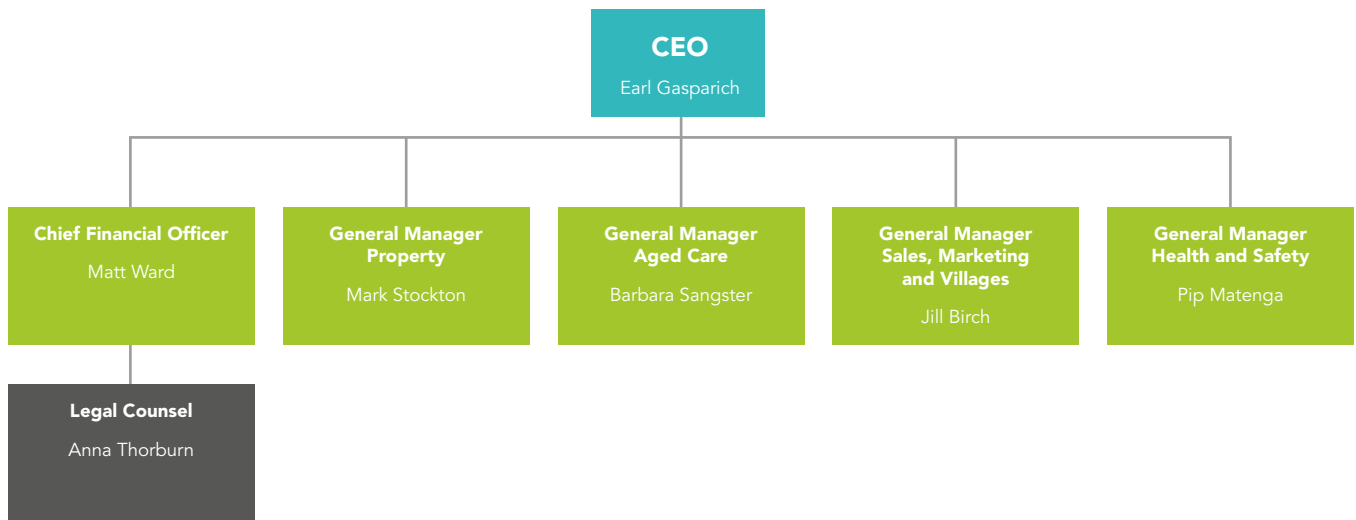 CEO
Earl Gasparich
Chief Financial Officer
Matt Ward
General Manager
Property
Mark Stockton
General Manager
Aged Care
Barbara Sangster
General Manager
Sales, Marketing
and Villages
Jill Birch
General Manager
Health and Safety
Pip Matenga
Legal Counsel
Anna Thorburn